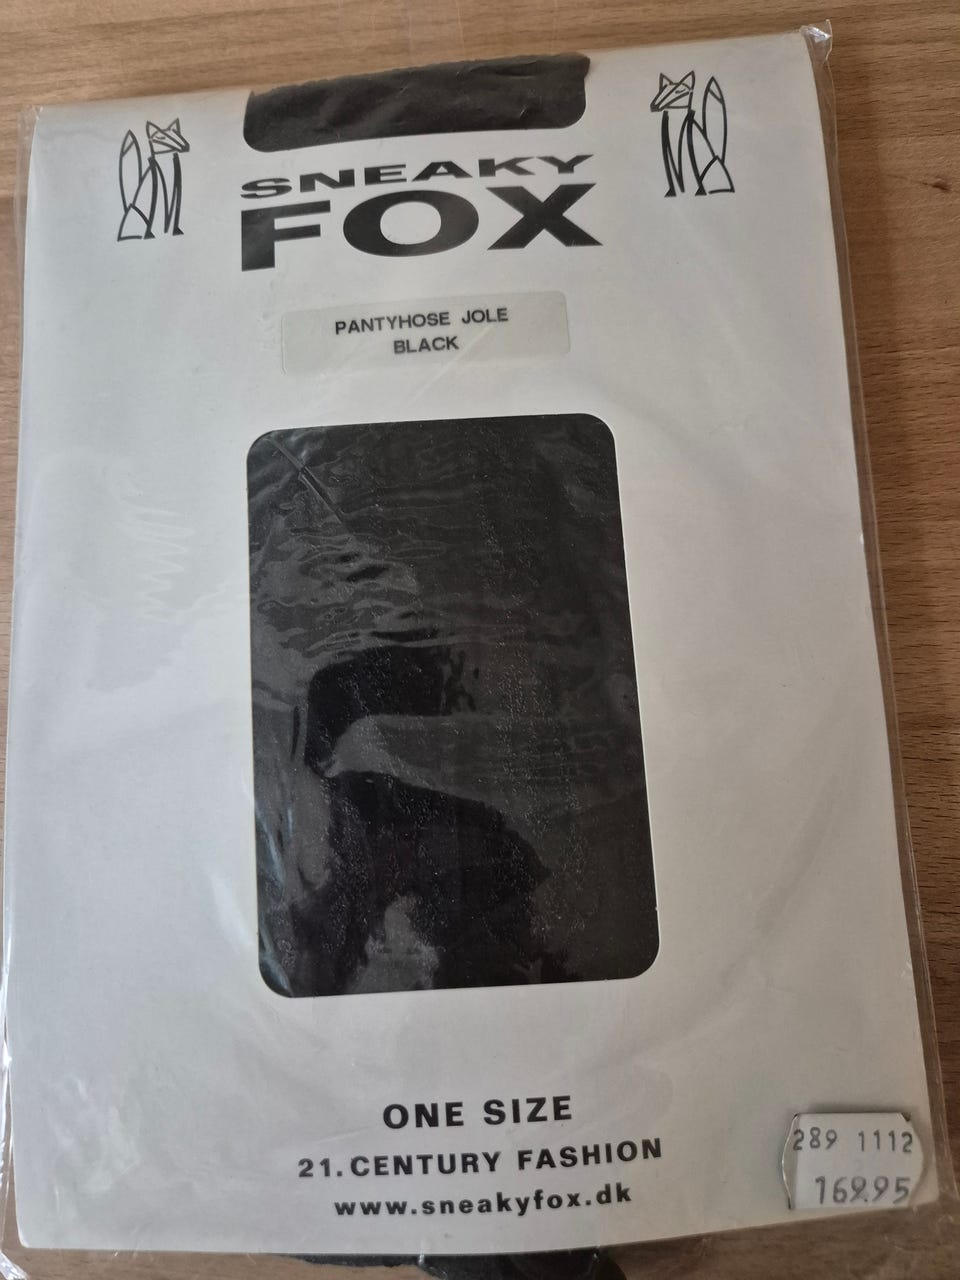 SNEAKY
FOX
PANTYHOSE JOLE
BLACK
ONE SIZE
21.CENTURY FASHION
www.sneakyfox.dk
289 1112
169.95